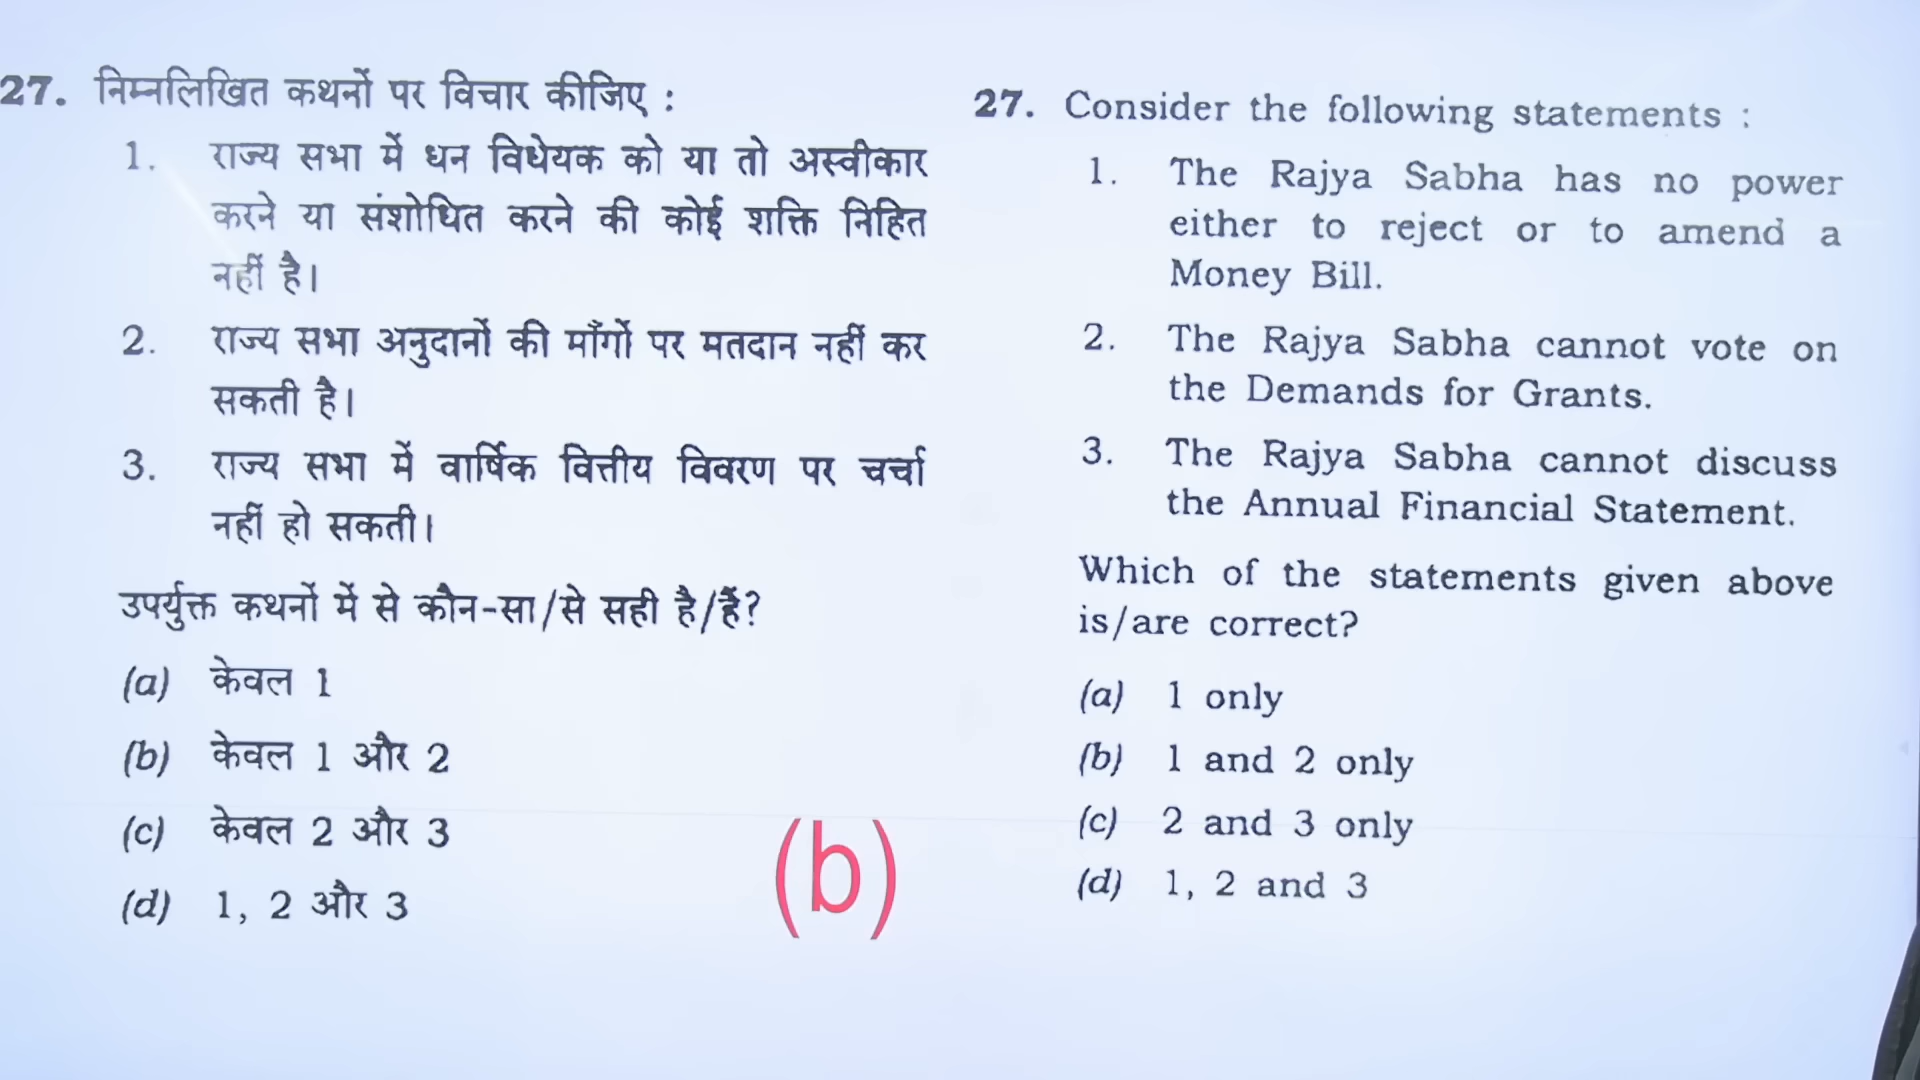 27. निम्नलिखित कथनों पर विचार कीजिए :
1. राज्य सभा में धन विधेयक को या तो अस्वीकार
करने या संशोधित करने की कोई शक्ति निहित
नहीं है।
2. राज्य सभा अनुदानों की माँगों पर मतदान नहीं कर
सकती है।
3. राज्य सभा में वार्षिक वित्तीय विवरण पर चर्चा
नहीं हो सकती।
उपर्युक्त कथनों में से कौन-सा/से सही है/हैं?
(a) केवल 1
(b) केवल 1 और 2
(c) केवल 2 और 3
(d) 1, 2 और 3
(b)
27. Consider the following statements :
1. The Rajya Sabha has no power
either to reject or to amend a
Money Bill.
2. The Rajya Sabha cannot vote on
the Demands for Grants.
3. The Rajya Sabha cannot discuss
the Annual Financial Statement.
Which of the statements given above
is/are correct?
(a) 1 only
(b) 1 and 2 only
(c) 2 and 3 only
(d) 1, 2 and 3